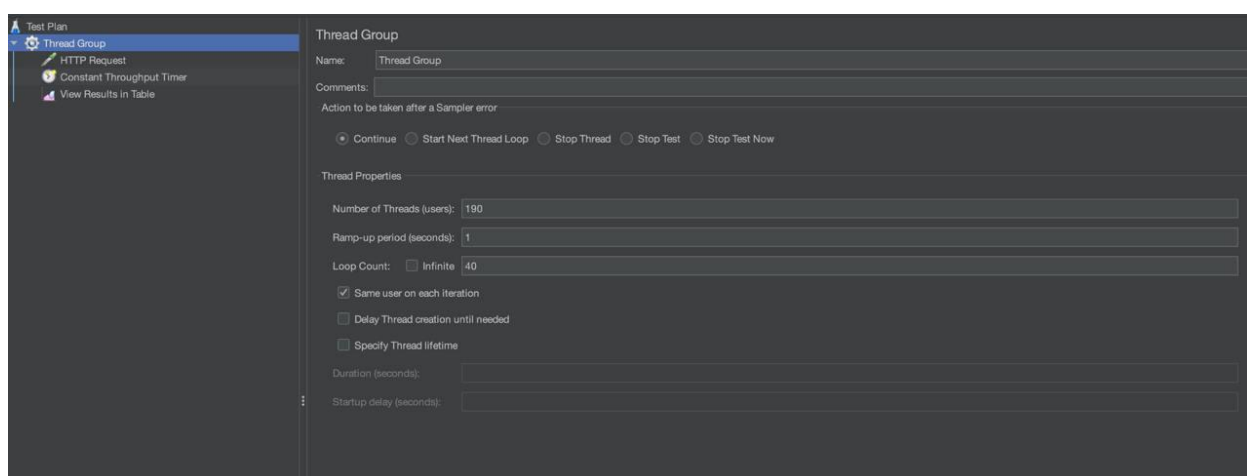 Test Plan
Thread Group
HTTP Request
Constant Throughput Timer
View Results in Table
Thread Group
Name: Thread Group
Comments:
Action to be taken after a Sampler error
Continue Start Next Thread Loop Stop Thread Stop Test Stop Test Now
Thread Properties
Number of Threads (users): 190
Ramp-up period (seconds): 1
Loop Count: Infinite 40
Same user on each iteration
Delay Thread creation until needed
Specify Thread lifetime
Duration (seconds):
Startup delay (seconds):